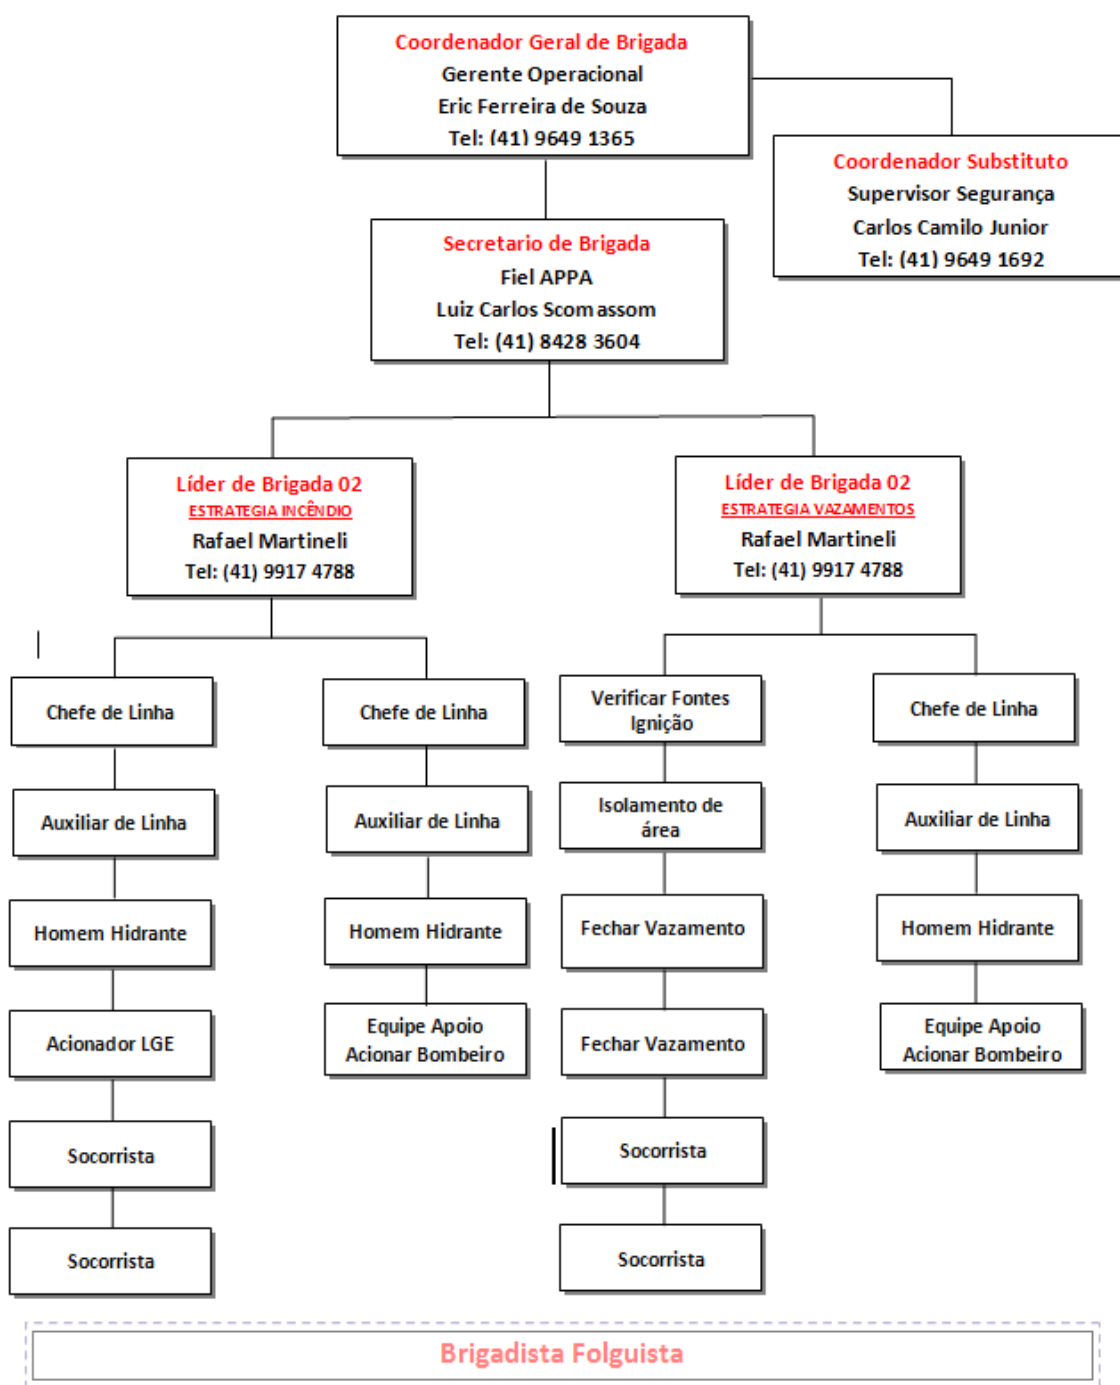 Coordenador Geral de Brigada
Gerente Operacional
Eric Ferreira de Souza
Tel: (41) 9649 1365
Coordenador Substituto
Supervisor Segurança
Carlos Camilo Junior
Tel: (41) 9649 1692
Secretario de Brigada
Fiel APPA
Luiz Carlos Scomassom
Tel: (41) 8428 3604
Líder de Brigada 02
ESTRATEGIA INCÊNDIO
Rafael Martineli
Tel: (41) 9917 4788
Líder de Brigada 02
ESTRATEGIA VAZAMENTOS
Rafael Martineli
Tel: (41) 9917 4788
Chefe de Linha
Auxiliar de Linha
Homem Hidrante
Acionador LGE
Socorrista
Socorrista
Chefe de Linha
Auxiliar de Linha
Homem Hidrante
Equipe Apoio
Acionar Bombeiro
Verificar Fontes
Ignição
Isolamento de
área
Fechar Vazamento
Fechar Vazamento
Socorrista
Socorrista
Chefe de Linha
Auxiliar de Linha
Homem Hidrante
Equipe Apoio
Acionar Bombeiro
Brigadista Folguista